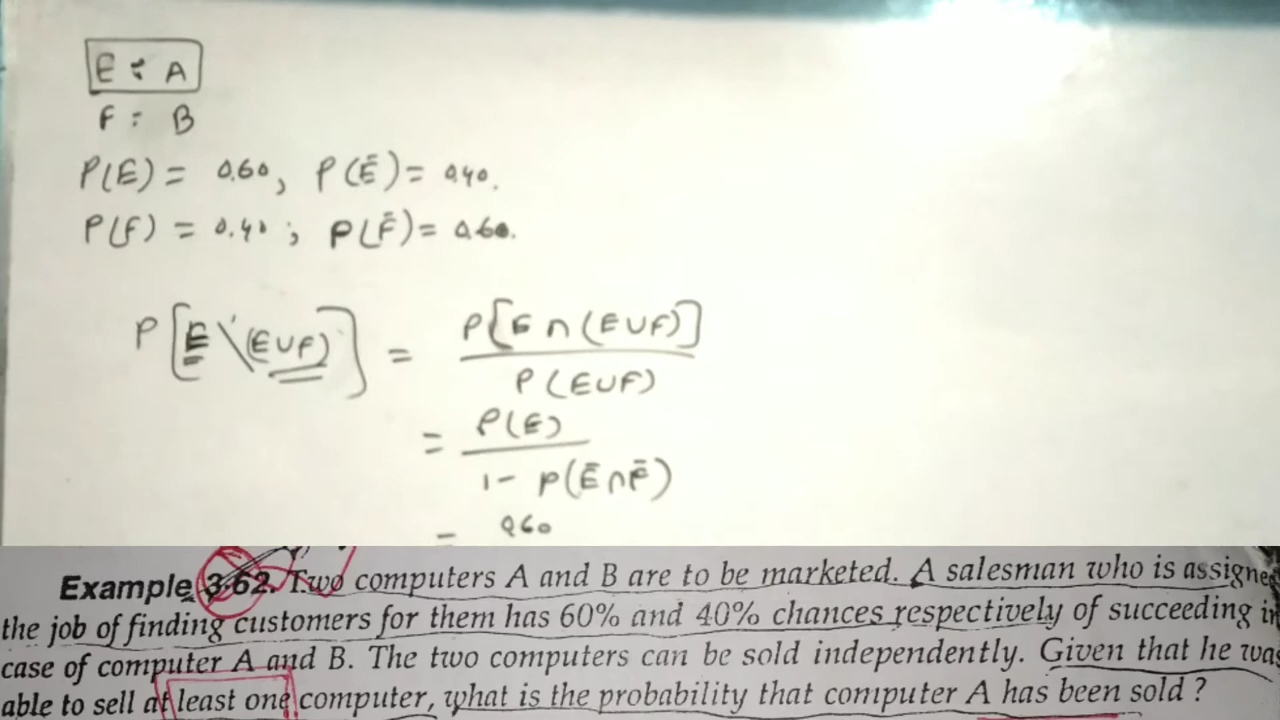 E : A
F : B
P(E) = 0.60, P(Ē) = 0.40.
P(F) = 0.40 ; P(F̄) = 0.60.
P[E \ (E∪F)] = P[E ∩ (E∪F)] / P(E∪F)
= P(E) / 1 - P(Ē∩F̄)
= 0.60
Example 3.62. Two computers A and B are to be marketed. A salesman who is assigned
the job of finding customers for them has 60% and 40% chances respectively of succeeding in
case of computer A and B. The two computers can be sold independently. Given that he was
able to sell at least one computer, what is the probability that computer A has been sold ?